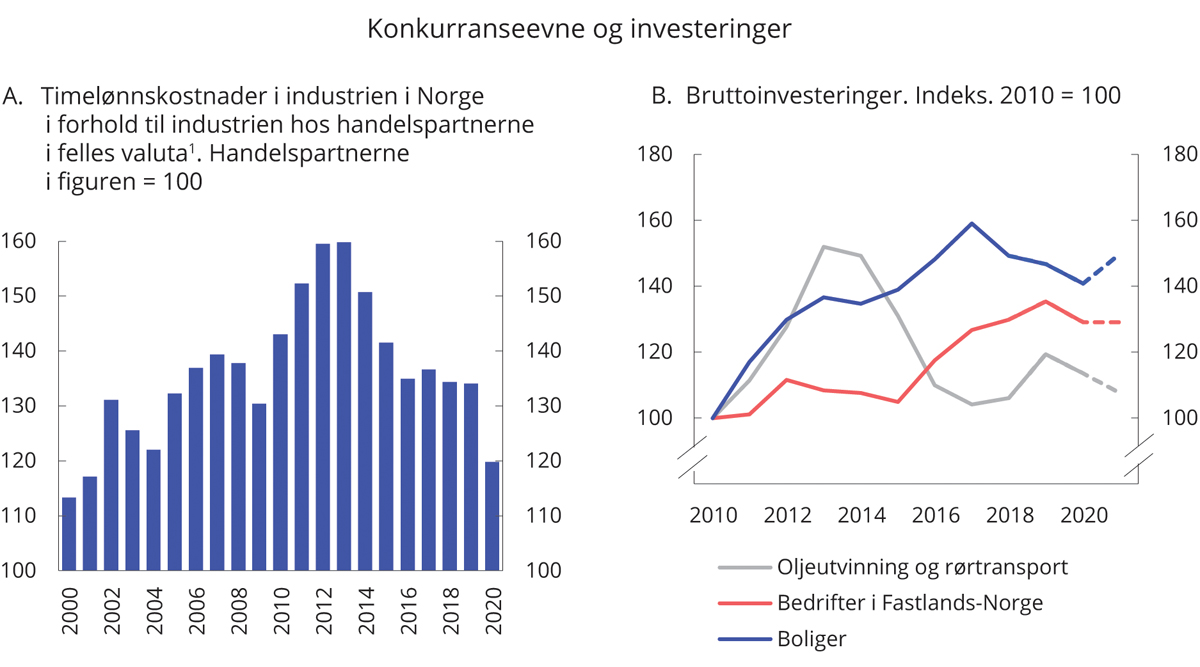 Konkurranseevne og investeringer
A. Timelønnskostnader i industrien i Norge
i forhold til industrien hos handelspartnerne
i felles valuta¹. Handelspartnerne
i figuren = 100
160 160
150 150
140 140
130 130
120 120
110 110
100 100
2000 2002 2004 2006 2008 2010 2012 2014 2016 2018 2020
B. Bruttoinvesteringer. Indeks. 2010 = 100
180 180
160 160
140 140
120 120
100 100
2010 2012 2014 2016 2018 2020
Oljeutvinning og rørtransport
Bedrifter i Fastlands-Norge
Boliger